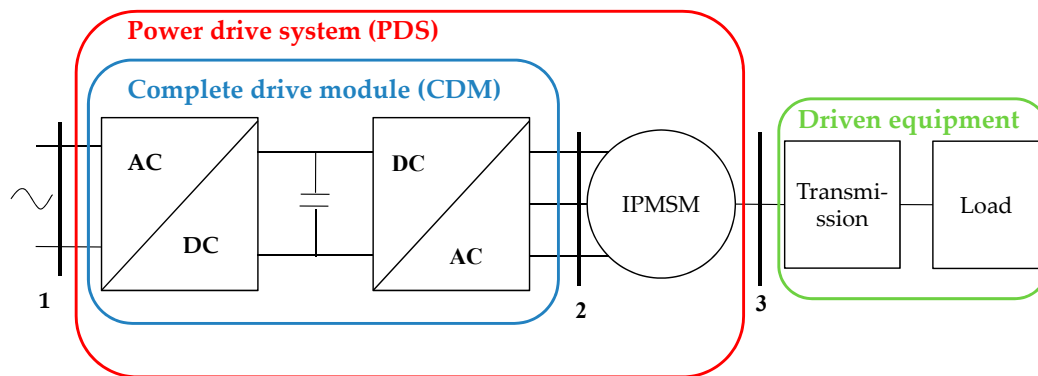 Power drive system (PDS)
Complete drive module (CDM)
Driven equipment
AC
DC
DC
AC
IPMSM
Transmi-
ssion
Load
1
2
3